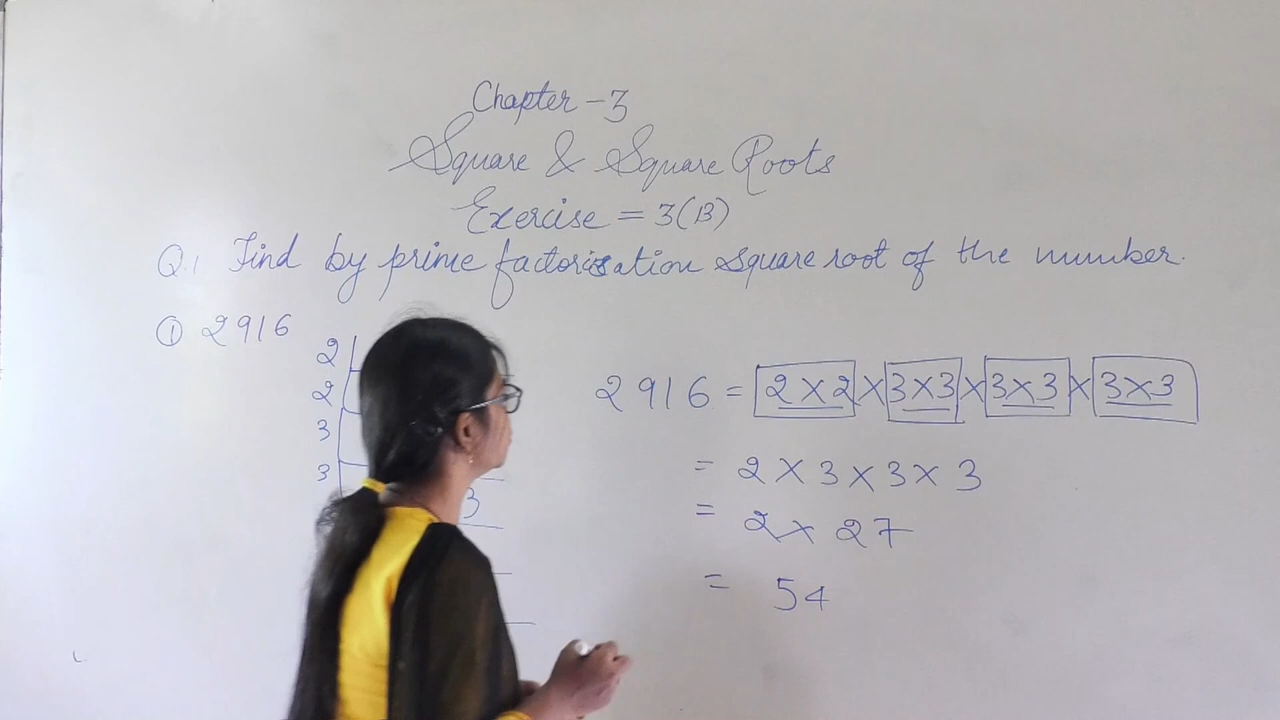 Chapter - 3
Square & Square Roots
Exercise = 3(B)
Q.1 Find by prime factorisation square root of the number.
① 2916
2
2
3
3
3
2916 = 2×2 × 3×3 × 3×3 × 3×3
= 2 × 3 × 3 × 3
= 2 × 27
= 54